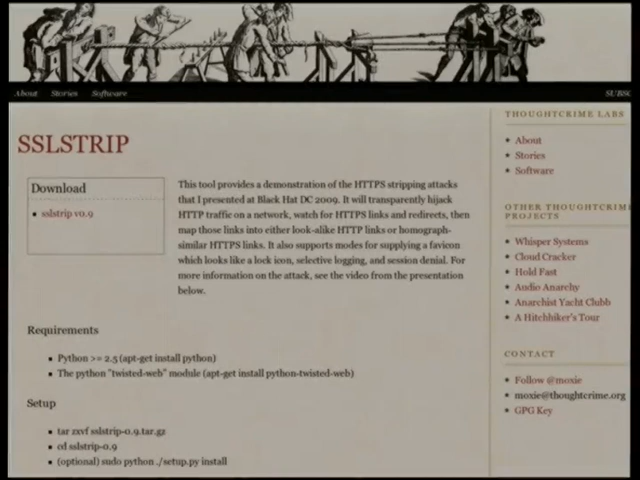 About Stories Software
SSLSTRIP
Download
sslstrip v0.9
This tool provides a demonstration of the HTTPS stripping attacks
that I presented at Black Hat DC 2009. It will transparently hijack
HTTP traffic on a network, watch for HTTPS links and redirects, then
map those links into either look-alike HTTP links or homograph-
similar HTTPS links. It also supports modes for supplying a favicon
which looks like a lock icon, selective logging, and session denial. For
more information on the attack, see the video from the presentation
below.
Requirements
Python >= 2.5 (apt-get install python)
The python "twisted-web" module (apt-get install python-twisted-web)
Setup
tar zxvf sslstrip-0.9.tar.gz
cd sslstrip-0.9
(optional) sudo python ./setup.py install
THOUGHTCRIME LABS
About
Stories
Software
OTHER THOUGHTCRIME
PROJECTS
Whisper Systems
Cloud Cracker
Hold Fast
Audio Anarchy
Anarchist Yacht Clubb
A Hitchhiker's Tour
CONTACT
Follow @moxie
moxie@thoughtcrime.org
GPG Key